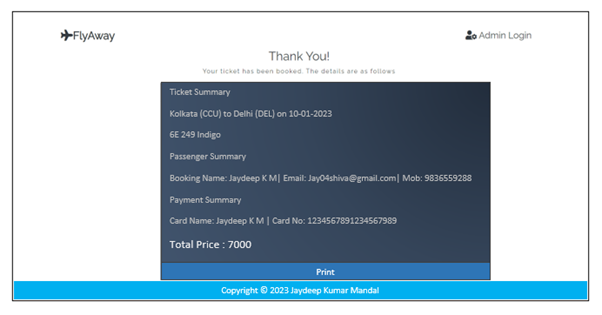 FlyAway
Admin Login
Thank You!
Your ticket has been booked. The details are as follows
Ticket Summary
Kolkata (CCU) to Delhi (DEL) on 10-01-2023
6E 249 Indigo
Passenger Summary
Booking Name: Jaydeep K M| Email: Jay04shiva@gmail.com| Mob: 9836559288
Payment Summary
Card Name: Jaydeep K M | Card No: 1234567891234567989
Total Price : 7000
Print
Copyright © 2023 Jaydeep Kumar Mandal